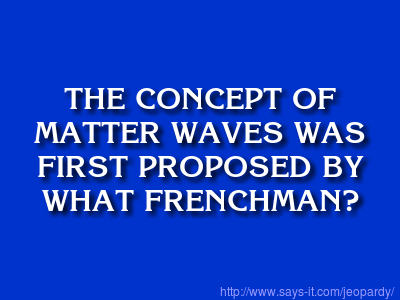 THE CONCEPT OF
MATTER WAVES WAS
FIRST PROPOSED BY
WHAT FRENCHMAN?
http://www.says-it.com/jeopardy/